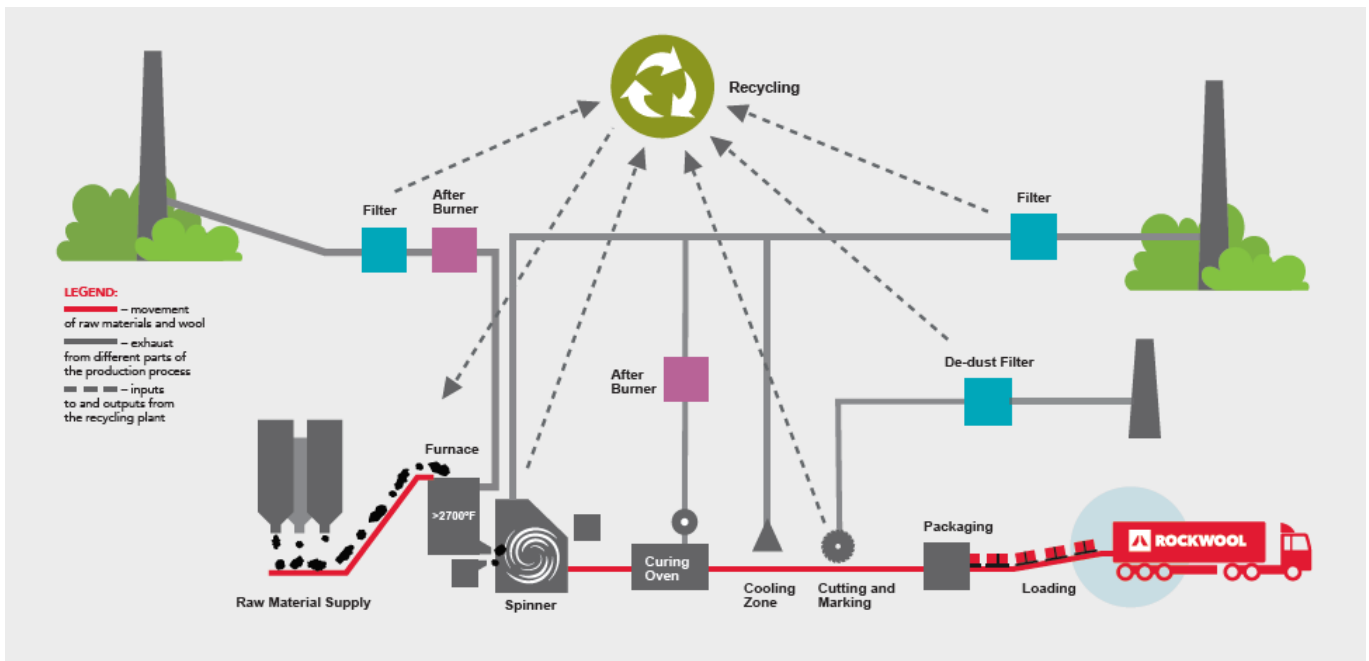 Recycling
After
Burner
Filter
Filter
LEGEND:
– movement
of raw materials and wool
– exhaust
from different parts of
the production process
– inputs
to and outputs from
the recycling plant
After
Burner
De-dust Filter
Furnace
>2700°F
Raw Material Supply
Spinner
Curing
Oven
Cooling
Zone
Cutting and
Marking
Packaging
Loading
ROCKWOOL